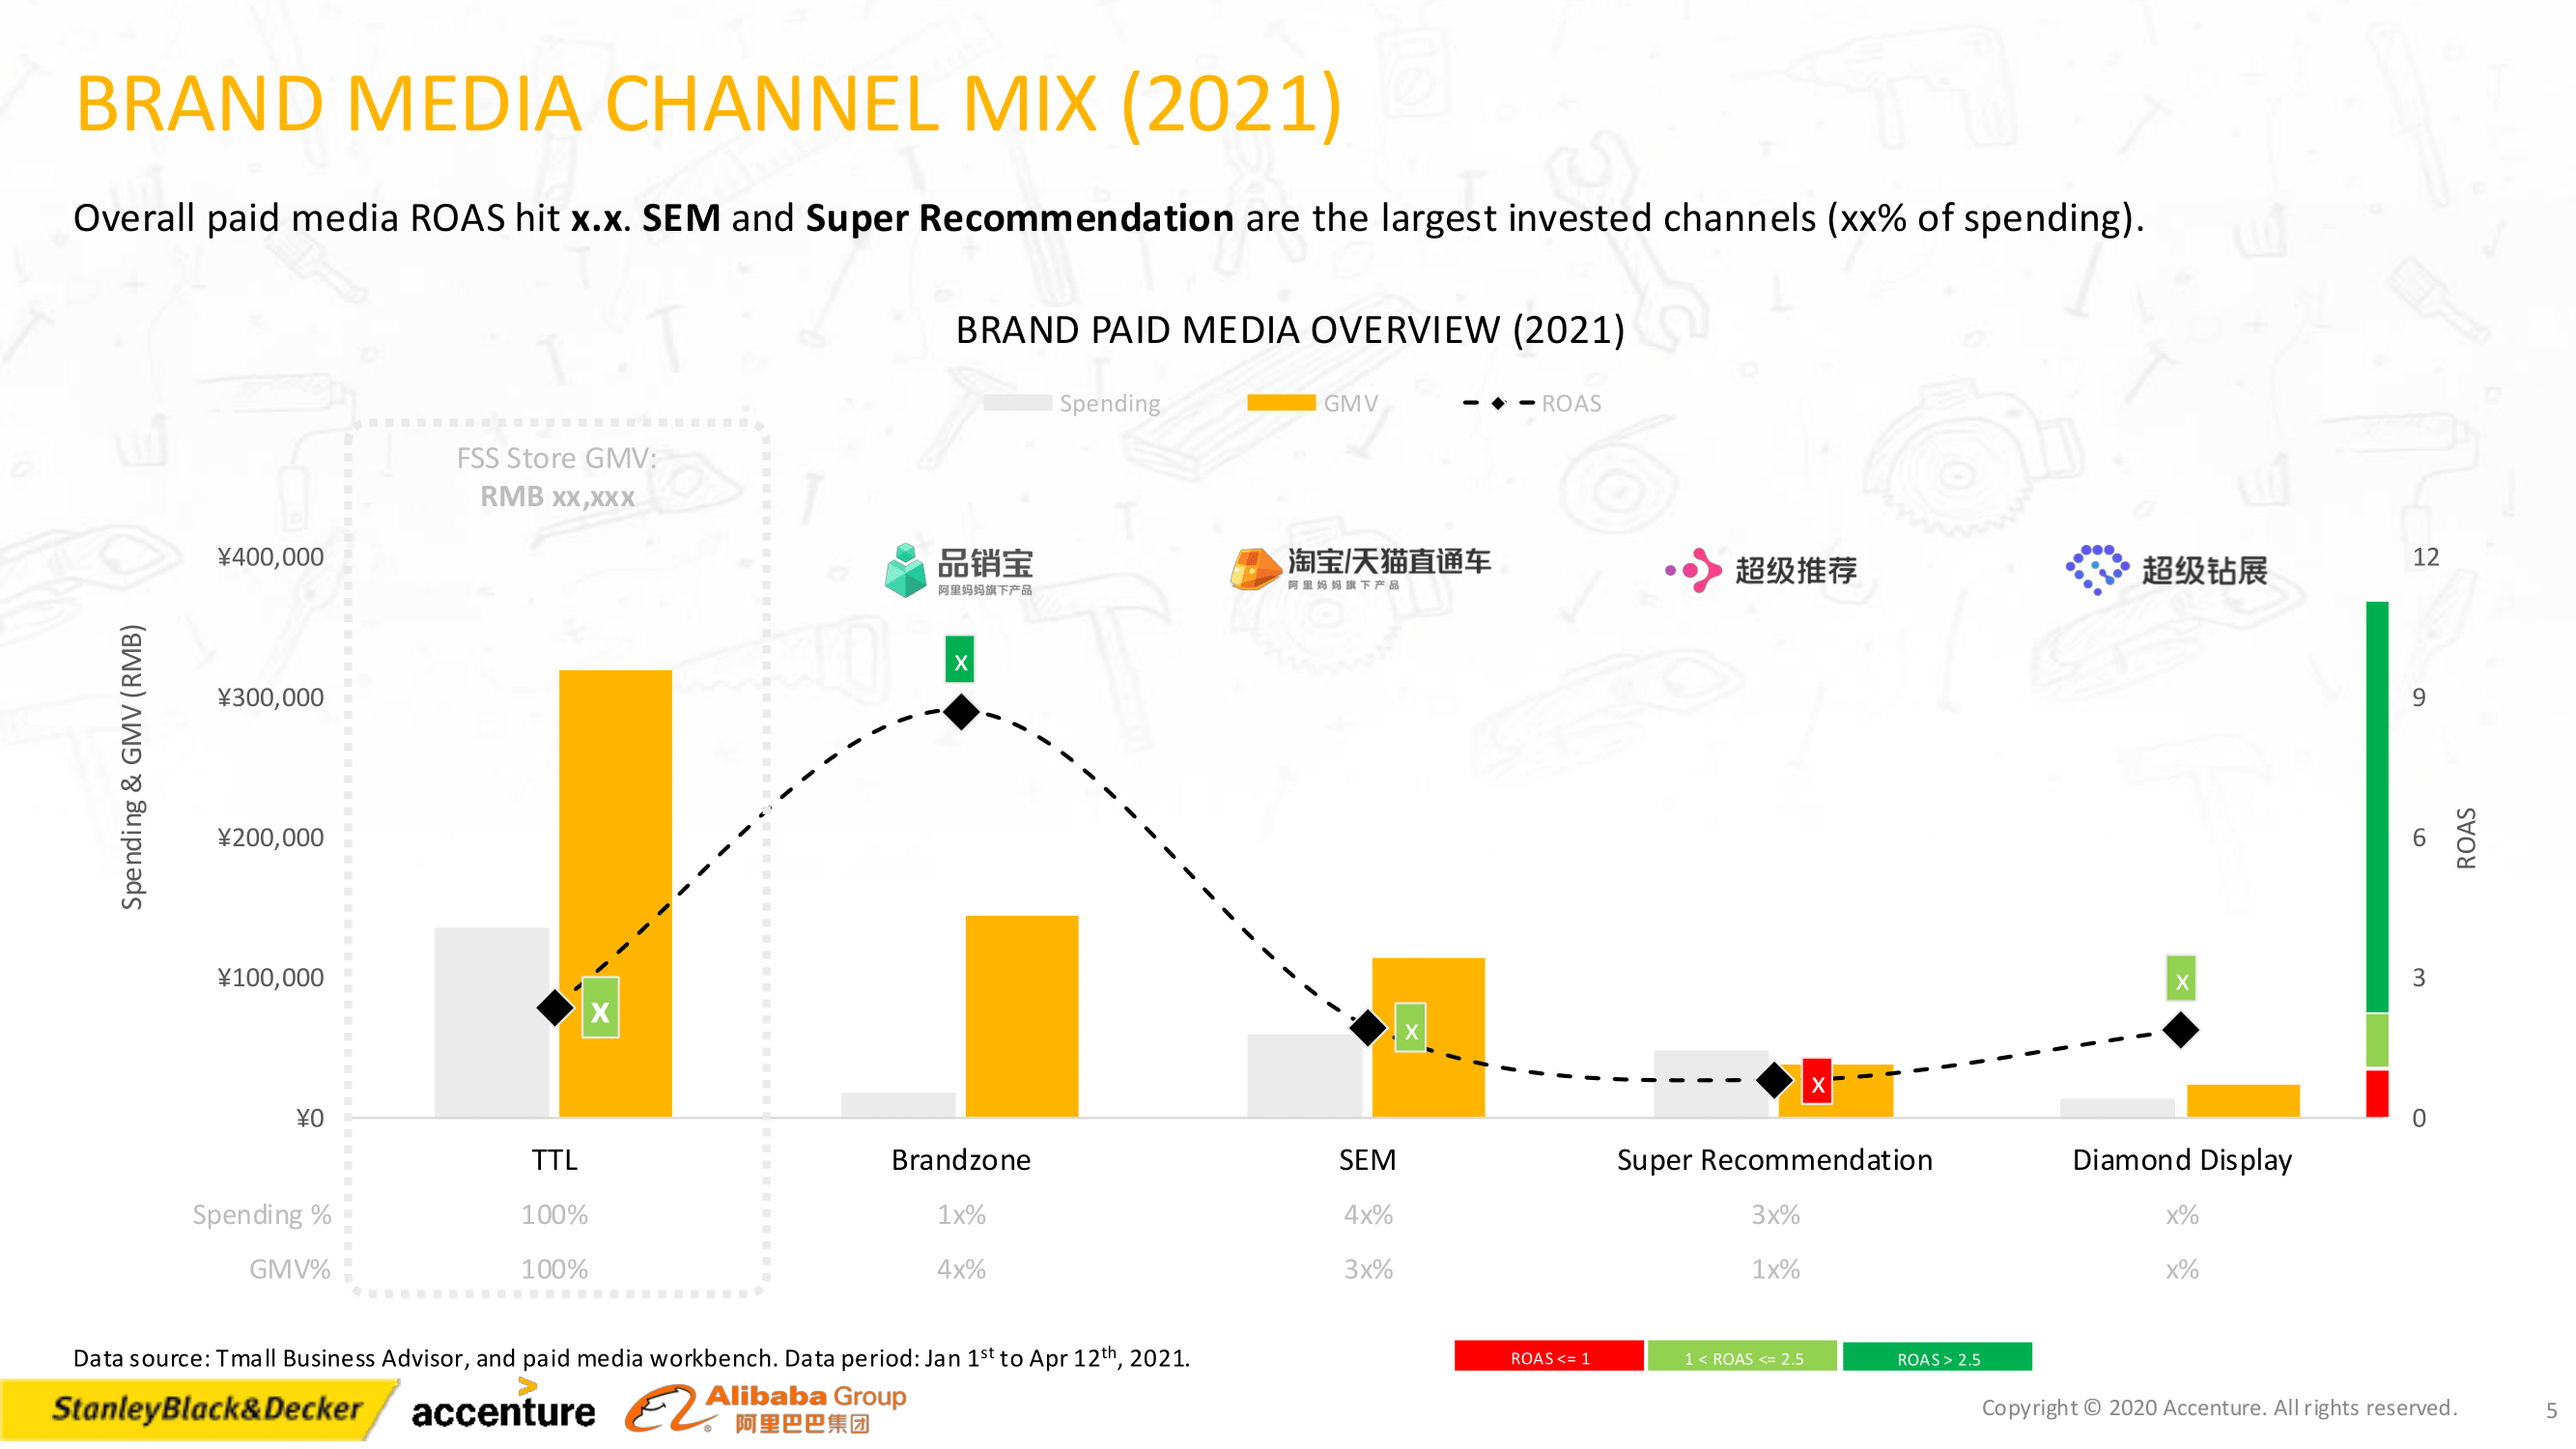 BRAND MEDIA CHANNEL MIX (2021)
Overall paid media ROAS hit x.x. SEM and Super Recommendation are the largest invested channels (xx% of spending).
BRAND PAID MEDIA OVERVIEW (2021)
Spending GMV ROAS
FSS Store GMV:
RMB xx,xxx
品销宝
阿里妈妈旗下产品
淘宝/天猫直通车
阿里妈妈旗下产品
超级推荐
超级钻展
Spending & GMV (RMB)
¥400,000
¥300,000
¥200,000
¥100,000
¥0
x
x
x
x
x
12
9
6
3
0
ROAS
TTL Brandzone SEM Super Recommendation Diamond Display
Spending % 100% 1x% 4x% 3x% x%
GMV% 100% 4x% 3x% 1x% x%
Data source: Tmall Business Advisor, and paid media workbench. Data period: Jan 1st to Apr 12th, 2021.
ROAS <= 1 1 < ROAS <= 2.5 ROAS > 2.5
StanleyBlack&Decker
accenture
Alibaba Group
阿里巴巴集团
Copyright © 2020 Accenture. All rights reserved. 5